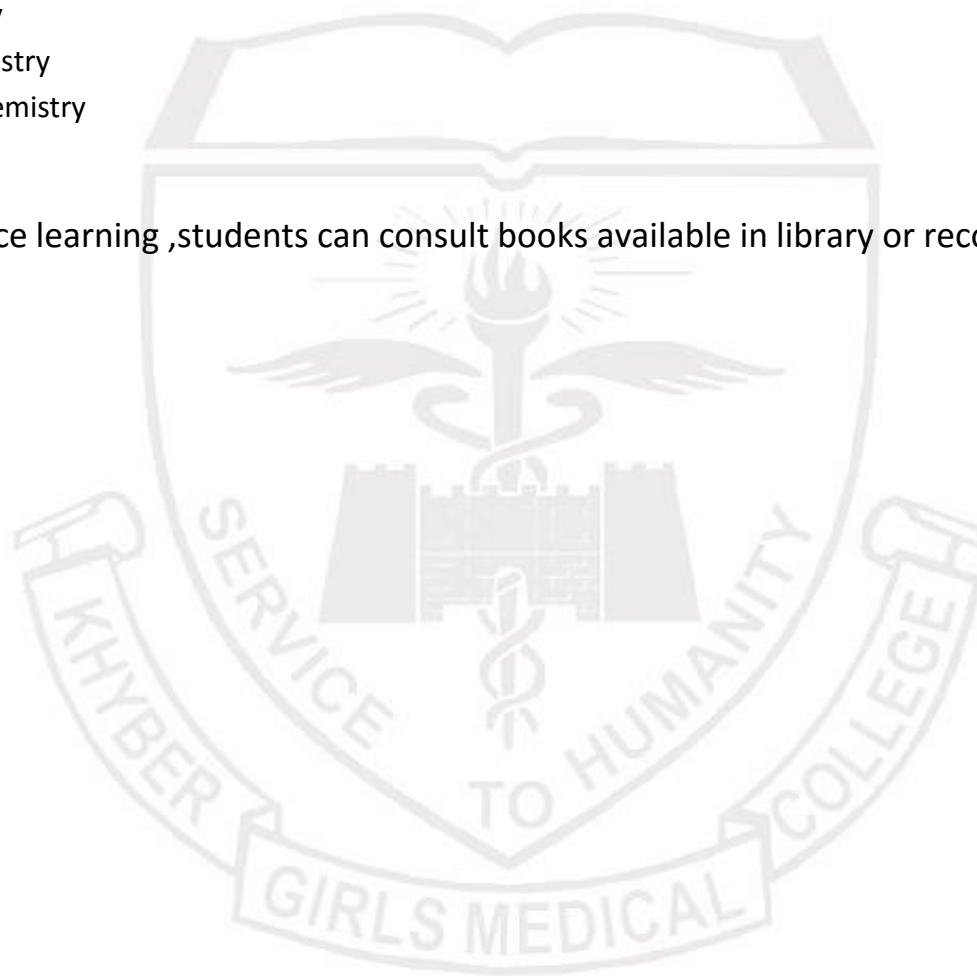 istry
emistry
ce learning ,students can consult books available in library or reco
SERVICE
TO
HUMANITY
KHYBER
GIRLS MEDICAL
COLLEGE